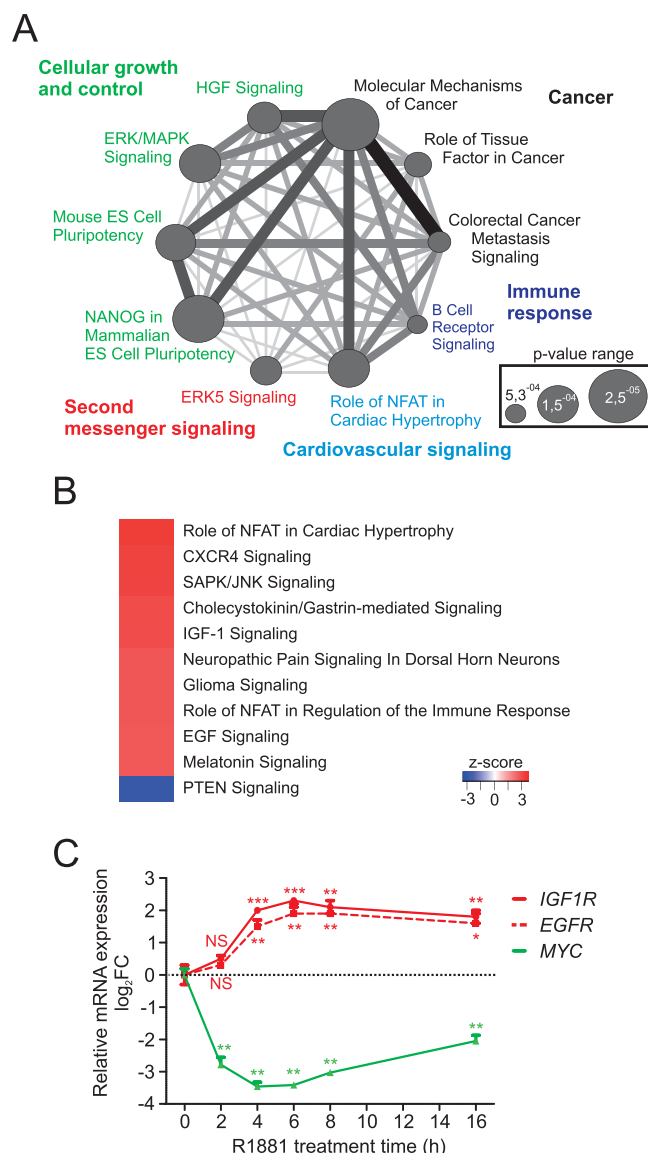 A
Cellular growth
and control
HGF Signaling
Molecular Mechanisms
of Cancer
Cancer
ERK/MAPK
Signaling
Role of Tissue
Factor in Cancer
Mouse ES Cell
Pluripotency
Colorectal Cancer
Metastasis
Signaling
NANOG in
Mammalian
ES Cell Pluripotency
B Cell
Receptor
Signaling
Immune
response
ERK5 Signaling
Role of NFAT in
Cardiac Hypertrophy
Second
messenger signaling
Cardiovascular signaling
p-value range
5,3-04
1,5-04
2,5-05
B
Role of NFAT in Cardiac Hypertrophy
CXCR4 Signaling
SAPK/JNK Signaling
Cholecystokinin/Gastrin-mediated Signaling
IGF-1 Signaling
Neuropathic Pain Signaling In Dorsal Horn Neurons
Glioma Signaling
Role of NFAT in Regulation of the Immune Response
EGF Signaling
Melatonin Signaling
PTEN Signaling
z-score
-3 0 3
C
Relative mRNA expression
log2FC
3
2
1
0
-1
-2
-3
-4
NS
*** *** ** **
NS
** ** ** *
** ** ** ** **
0 2 4 6 8 10 12 14 16
R1881 treatment time (h)
IGF1R
EGFR
MYC